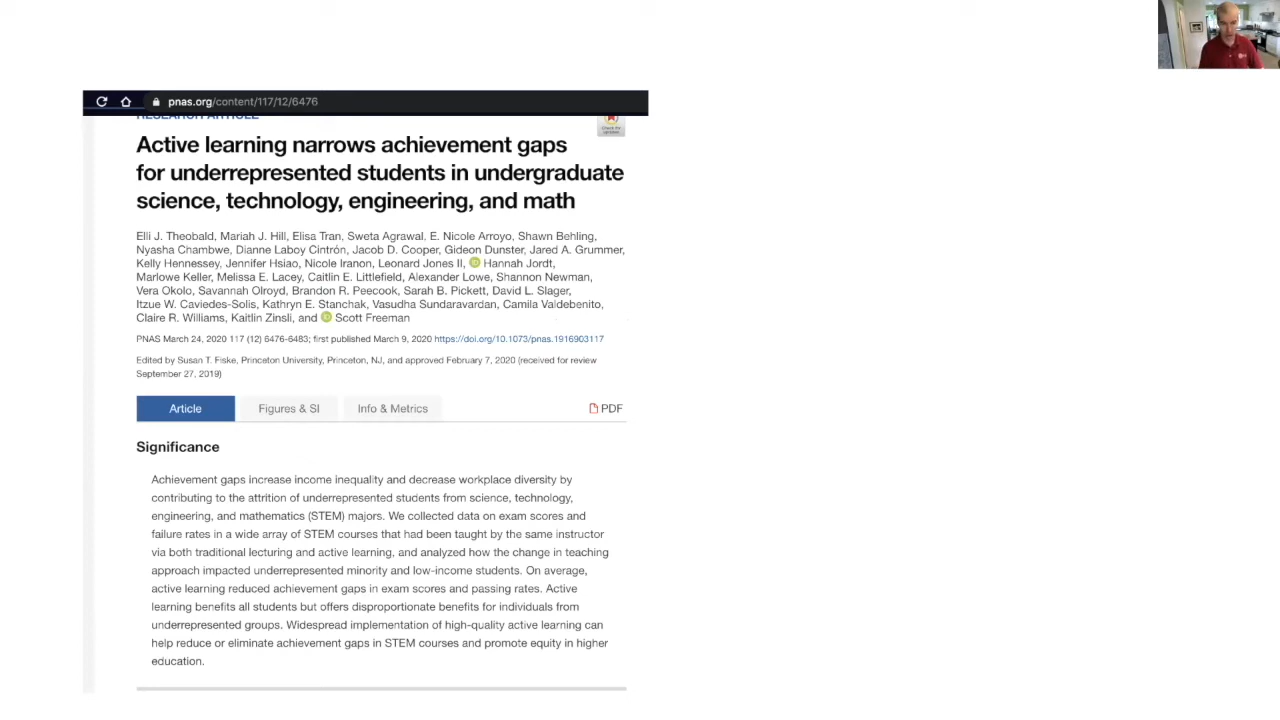 pnas.org/content/117/12/6476
RESEARCH ARTICLE
Check for updates
Active learning narrows achievement gaps
for underrepresented students in undergraduate
science, technology, engineering, and math
Elli J. Theobald, Mariah J. Hill, Elisa Tran, Sweta Agrawal, E. Nicole Arroyo, Shawn Behling,
Nyasha Chambwe, Dianne Laboy Cintrón, Jacob D. Cooper, Gideon Dunster, Jared A. Grummer,
Kelly Hennessey, Jennifer Hsiao, Nicole Iranon, Leonard Jones II, iD Hannah Jordt,
Marlowe Keller, Melissa E. Lacey, Caitlin E. Littlefield, Alexander Lowe, Shannon Newman,
Vera Okolo, Savannah Olroyd, Brandon R. Peecook, Sarah B. Pickett, David L. Slager,
Itzue W. Caviedes-Solis, Kathryn E. Stanchak, Vasudha Sundaravardan, Camila Valdebenito,
Claire R. Williams, Kaitlin Zinsli, and iD Scott Freeman
PNAS March 24, 2020 117 (12) 6476-6483; first published March 9, 2020 https://doi.org/10.1073/pnas.1916903117
Edited by Susan T. Fiske, Princeton University, Princeton, NJ, and approved February 7, 2020 (received for review
September 27, 2019)
Article Figures & SI Info & Metrics PDF
Significance
Achievement gaps increase income inequality and decrease workplace diversity by
contributing to the attrition of underrepresented students from science, technology,
engineering, and mathematics (STEM) majors. We collected data on exam scores and
failure rates in a wide array of STEM courses that had been taught by the same instructor
via both traditional lecturing and active learning, and analyzed how the change in teaching
approach impacted underrepresented minority and low-income students. On average,
active learning reduced achievement gaps in exam scores and passing rates. Active
learning benefits all students but offers disproportionate benefits for individuals from
underrepresented groups. Widespread implementation of high-quality active learning can
help reduce or eliminate achievement gaps in STEM courses and promote equity in higher
education.